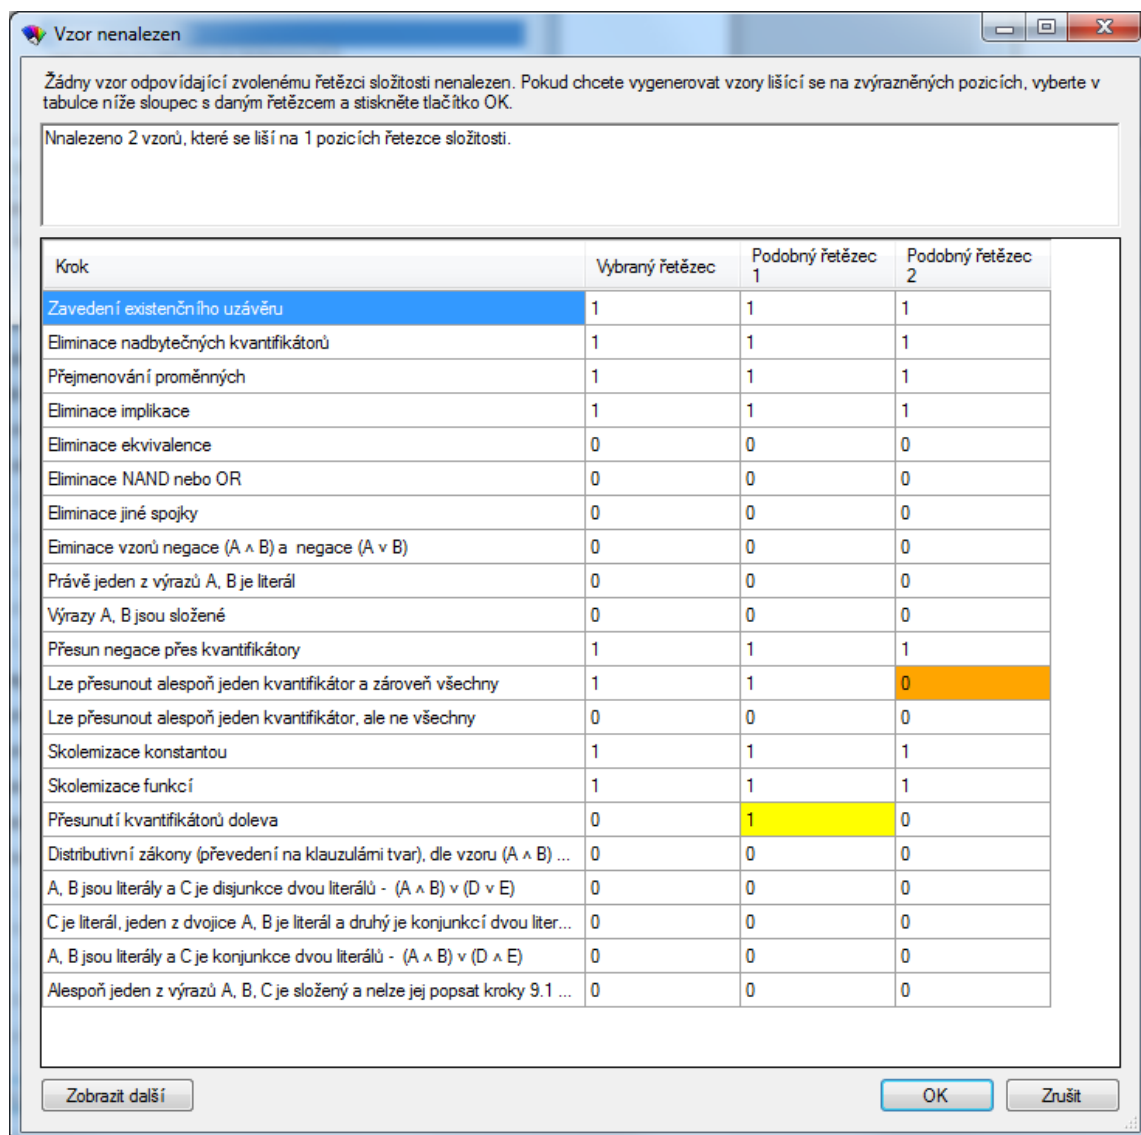 Vzor nenalezen
Žádny vzor odpovídající zvolenému řetězci složitosti nenalezen. Pokud chcete vygenerovat vzory lišící se na zvýrazněných pozicích, vyberte v
tabulce níže sloupec s daným řetězcem a stiskněte tlačítko OK.
Nnalezeno 2 vzorů, které se liší na 1 pozicích řetezce složitosti.
Krok Vybraný řetězec Podobný řetězec 1 Podobný řetězec 2
Zavedení existenčního uzávěru 1 1 1
Eliminace nadbytečných kvantifikátorů 1 1 1
Přejmenování proměnných 1 1 1
Eliminace implikace 1 1 1
Eliminace ekvivalence 0 0 0
Eliminace NAND nebo OR 0 0 0
Eliminace jiné spojky 0 0 0
Eiminace vzorů negace (A ∧ B) a  negace (A ∨ B) 0 0 0
Právě jeden z výrazů A, B je literál 0 0 0
Výrazy A, B jsou složené 0 0 0
Přesun negace přes kvantifikátory 1 1 1
Lze přesunout alespoň jeden kvantifikátor a zároveň všechny 1 1 0
Lze přesunout alespoň jeden kvantifikátor, ale ne všechny 0 0 0
Skolemizace konstantou 1 1 1
Skolemizace funkcí 1 1 1
Přesunutí kvantifikátorů doleva 0 1 0
Distributivní zákony (převedení na klauzulární tvar), dle vzoru (A ∧ B) ... 0 0 0
A, B jsou literály a C je disjunkce dvou literálů - (A ∧ B) ∨ (D ∨ E) 0 0 0
C je literál, jeden z dvojice A, B je literál a druhý je konjunkcí dvou liter... 0 0 0
A, B jsou literály a C je konjunkce dvou literálů - (A ∧ B) ∨ (D ∧ E) 0 0 0
Alespoň jeden z výrazů A, B, C je složený a nelze jej popsat kroky 9.1 ... 0 0 0
Zobrazit další OK Zrušit